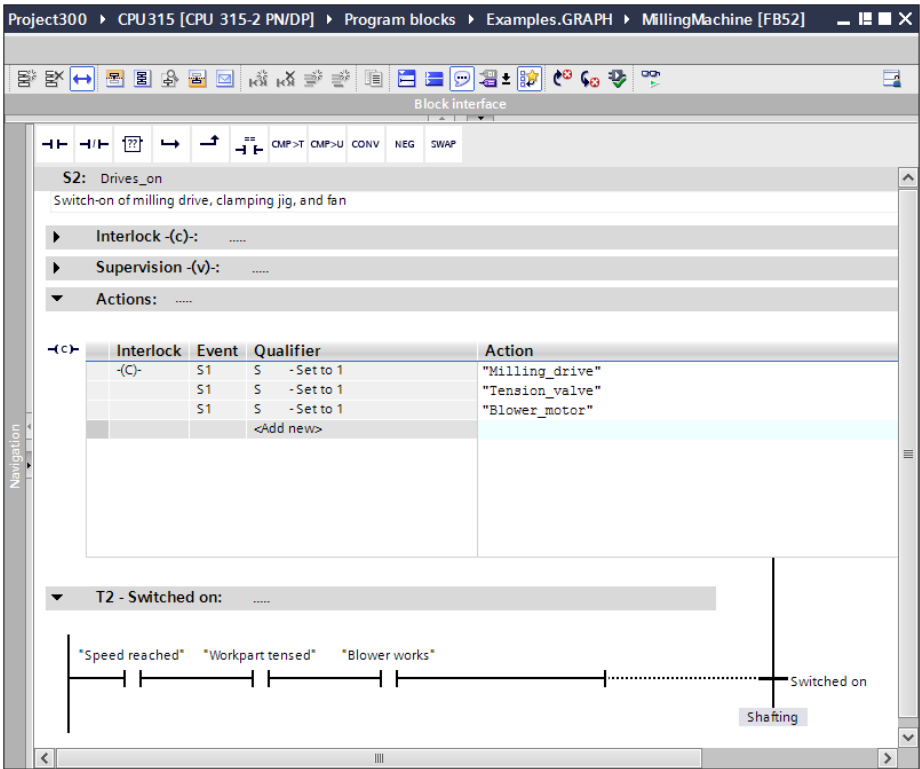 Project300 ▸ CPU315 [CPU 315-2 PN/DP] ▸ Program blocks ▸ Examples.GRAPH ▸ MillingMachine [FB52]
Block interface
??
CMP>T CMP>U CONV NEG SWAP
S2: Drives_on
Switch-on of milling drive, clamping jig, and fan
Interlock -(c)-: .....
Supervision -(v)-: .....
Actions: .....
-(C)- Interlock Event Qualifier Action
-(C)- S1 S - Set to 1 "Milling_drive"
S1 S - Set to 1 "Tension_valve"
S1 S - Set to 1 "Blower_motor"
<Add new>
Navigation
T2 - Switched on: .....
"Speed reached" "Workpart tensed" "Blower works"
Switched on
Shafting